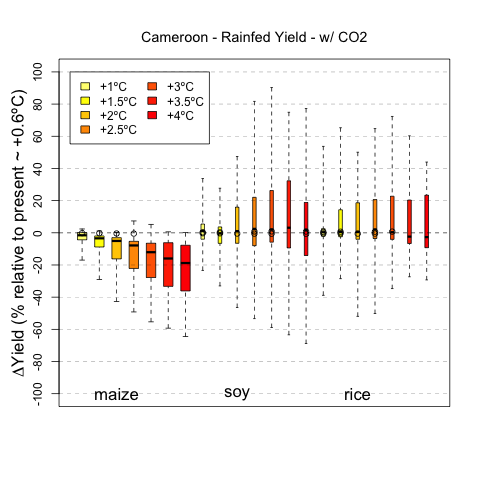 Cameroon - Rainfed Yield - w/ CO2
ΔYield (% relative to present ~ +0.6ºC)
100
80
60
40
20
0
-20
-40
-60
-80
-100
+1ºC
+1.5ºC
+2ºC
+2.5ºC
+3ºC
+3.5ºC
+4ºC
maize
soy
rice